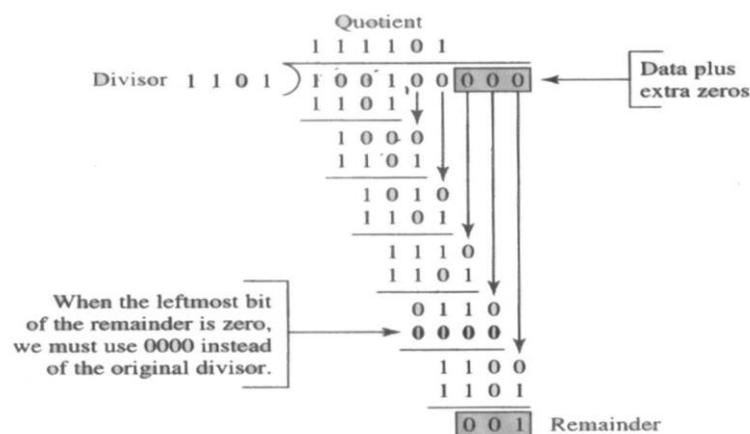 Quotient
1 1 1 1 0 1
Divisor 1 1 0 1 1 0 0 1 0 0 0 0 0
Data plus
extra zeros
1 1 0 1
1 0 0 0
1 1 0 1
1 0 1 0
1 1 0 1
1 1 1 0
1 1 0 1
When the leftmost bit
of the remainder is zero,
we must use 0000 instead
of the original divisor.
0 1 1 0
0 0 0 0
1 1 0 0
1 1 0 1
0 0 1 Remainder